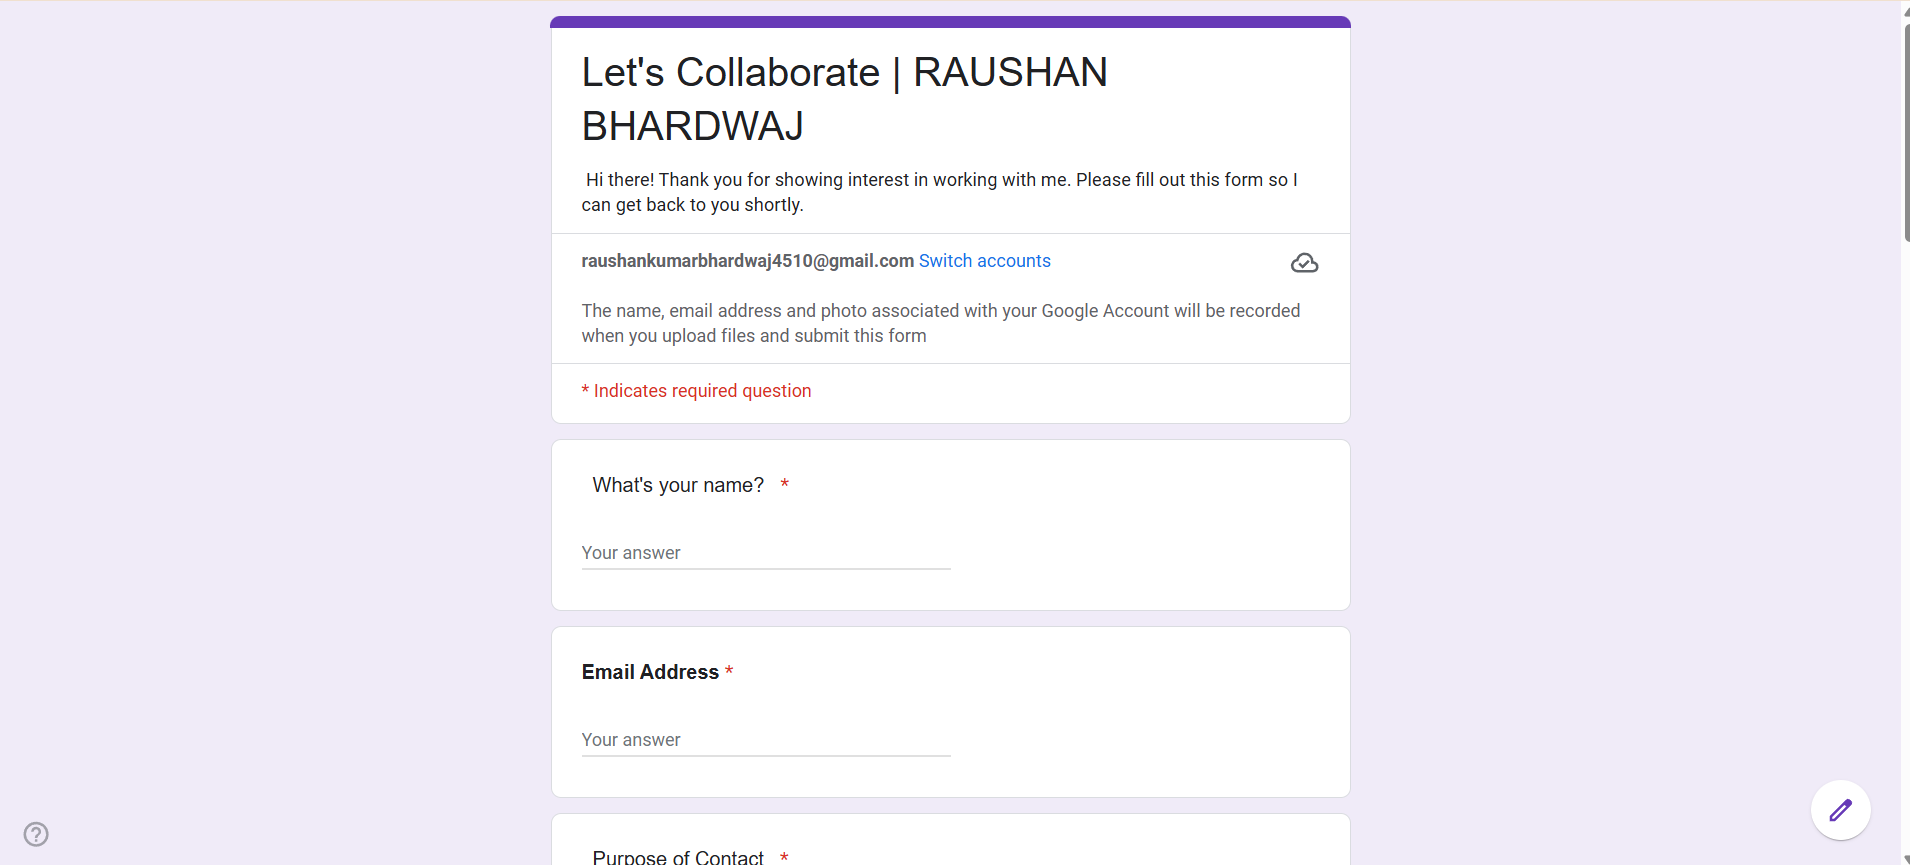 Let's Collaborate | RAUSHAN
BHARDWAJ
Hi there! Thank you for showing interest in working with me. Please fill out this form so I
can get back to you shortly.
raushankumarbhardwaj4510@gmail.com Switch accounts
The name, email address and photo associated with your Google Account will be recorded
when you upload files and submit this form
* Indicates required question
What's your name? *
Your answer
Email Address *
Your answer
Purpose of Contact *